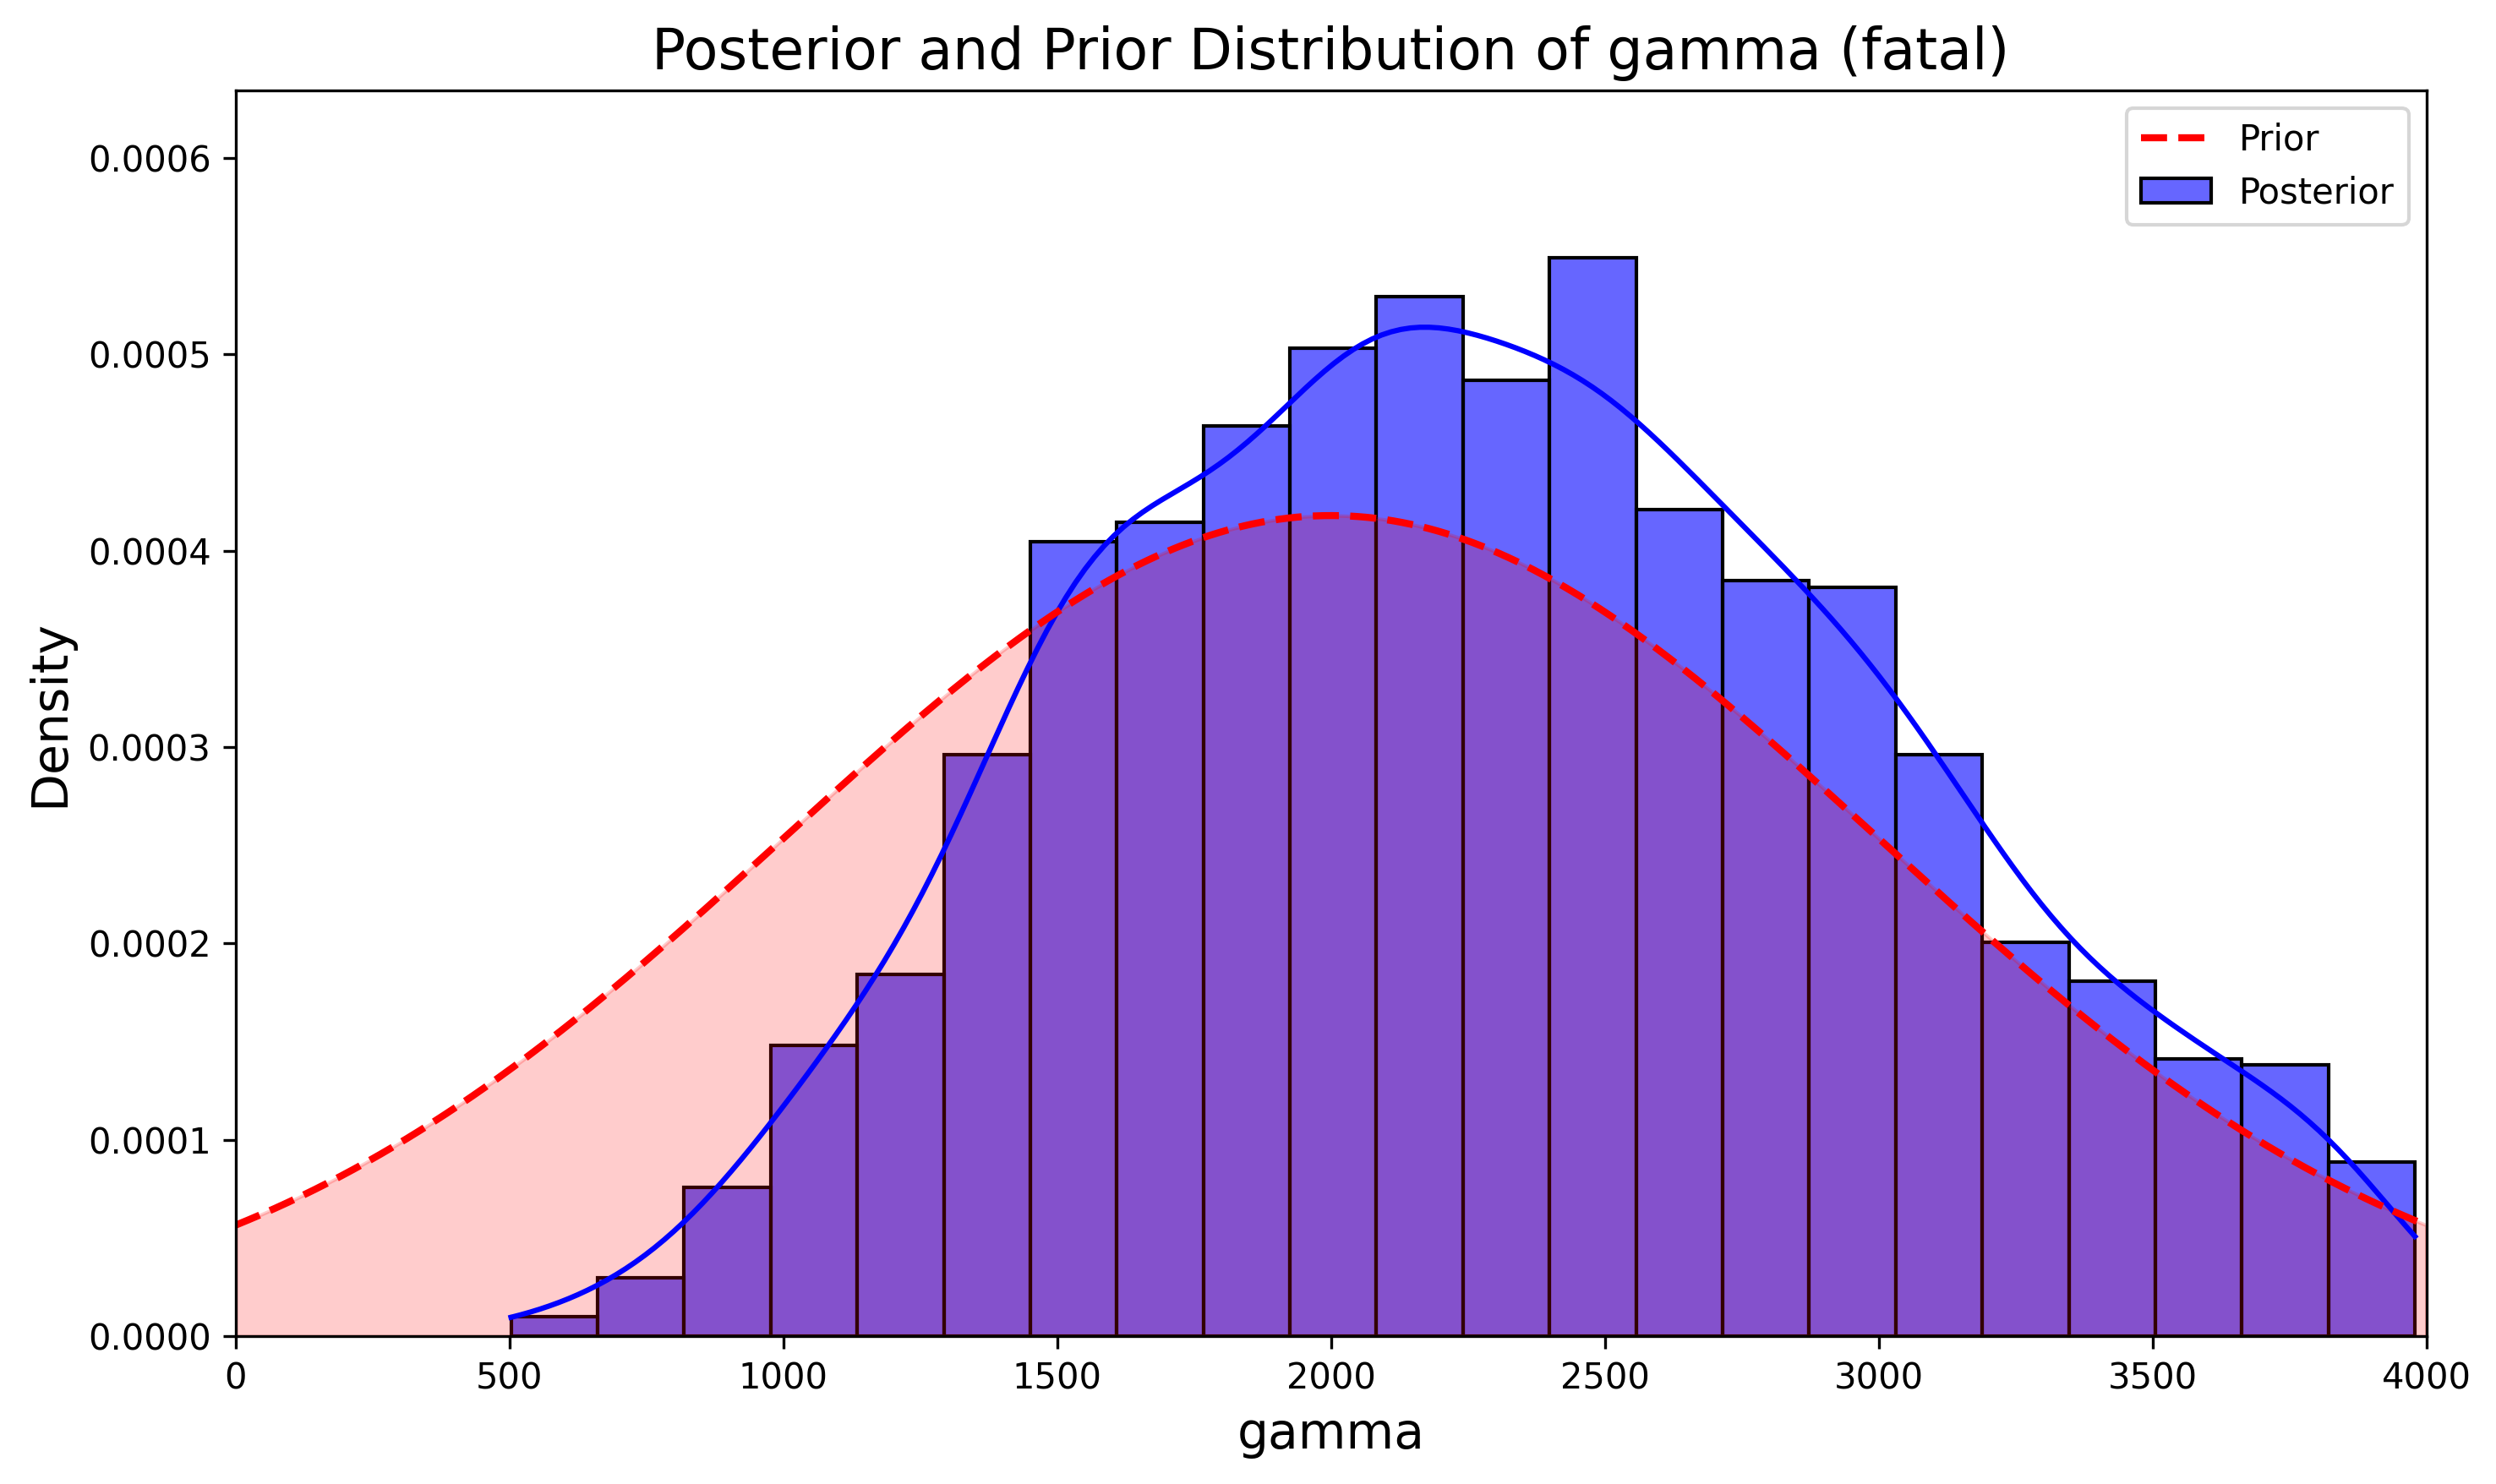 Posterior and Prior Distribution of gamma (fatal)
Prior
Posterior
Density
0.0006
0.0005
0.0004
0.0003
0.0002
0.0001
0.0000
0 500 1000 1500 2000 2500 3000 3500 4000
gamma